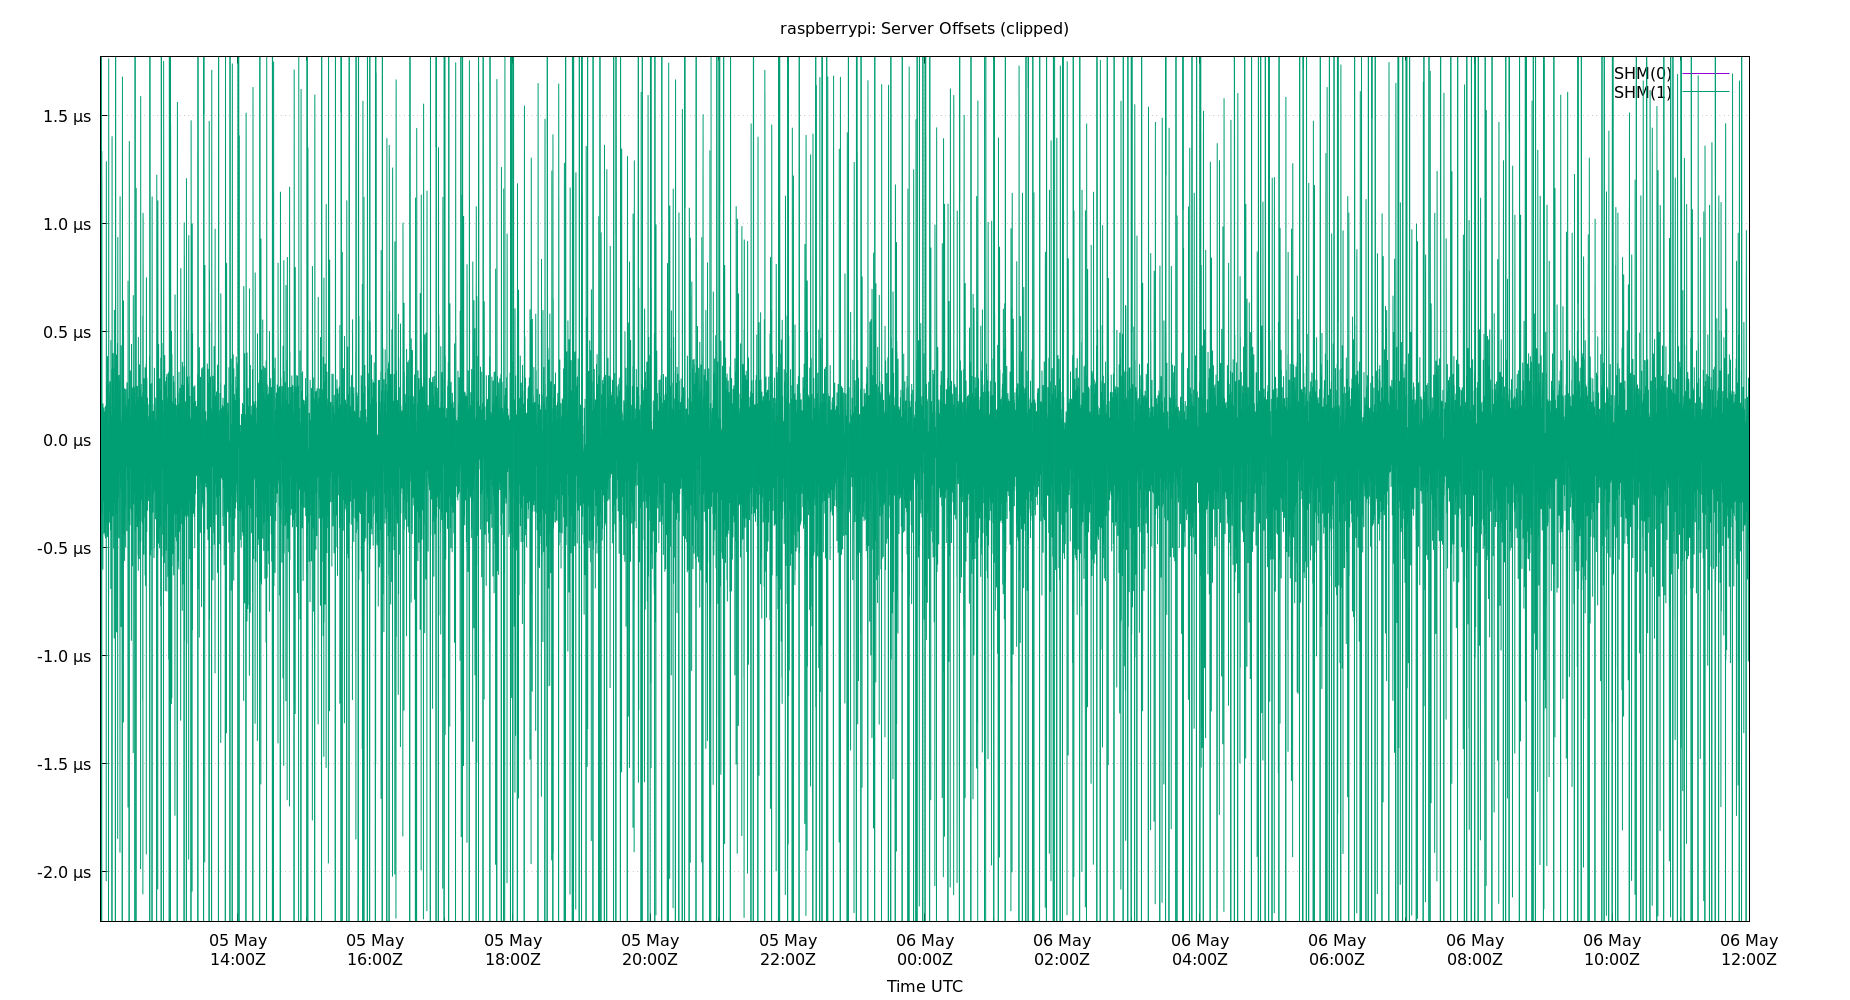 raspberrypi: Server Offsets (clipped)
SHM(0)
SHM(1)
1.5 µs
1.0 µs
0.5 µs
0.0 µs
-0.5 µs
-1.0 µs
-1.5 µs
-2.0 µs
05 May 05 May 05 May 05 May 05 May 06 May 06 May 06 May 06 May 06 May 06 May 06 May
14:00Z 16:00Z 18:00Z 20:00Z 22:00Z 00:00Z 02:00Z 04:00Z 06:00Z 08:00Z 10:00Z 12:00Z
Time UTC